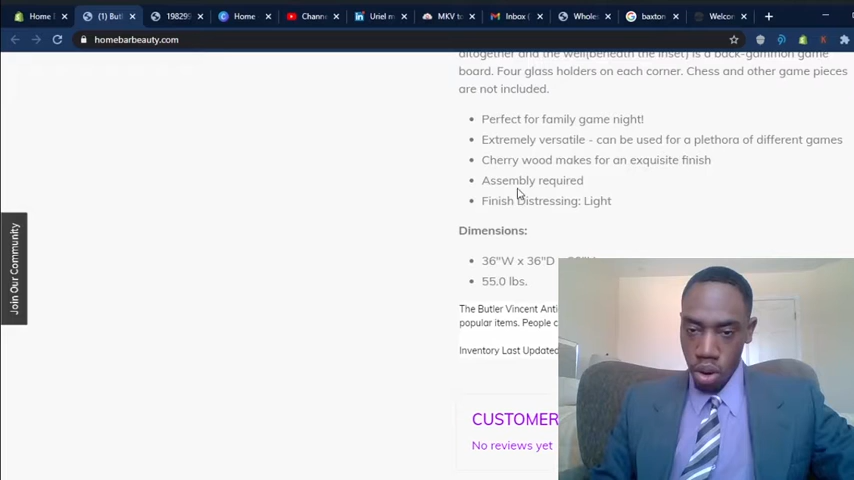 Home
(1) Butl
198299
Home
Chann
Uriel m
MKV to
Inbox (
Whole
baxton
Welcom
homebarbeauty.com
altogether and the well[beneath the inset] is a back-gammon game
board. Four glass holders on each corner. Chess and other game pieces
are not included.
Perfect for family game night!
Extremely versatile - can be used for a plethora of different games
Cherry wood makes for an exquisite finish
Assembly required
Finish Distressing: Light
Dimensions:
36"W x 36"D
55.0 lbs.
The Butler Vincent Anti
popular items. People c
Inventory Last Updated
CUSTOMER
No reviews yet
Join Our Community